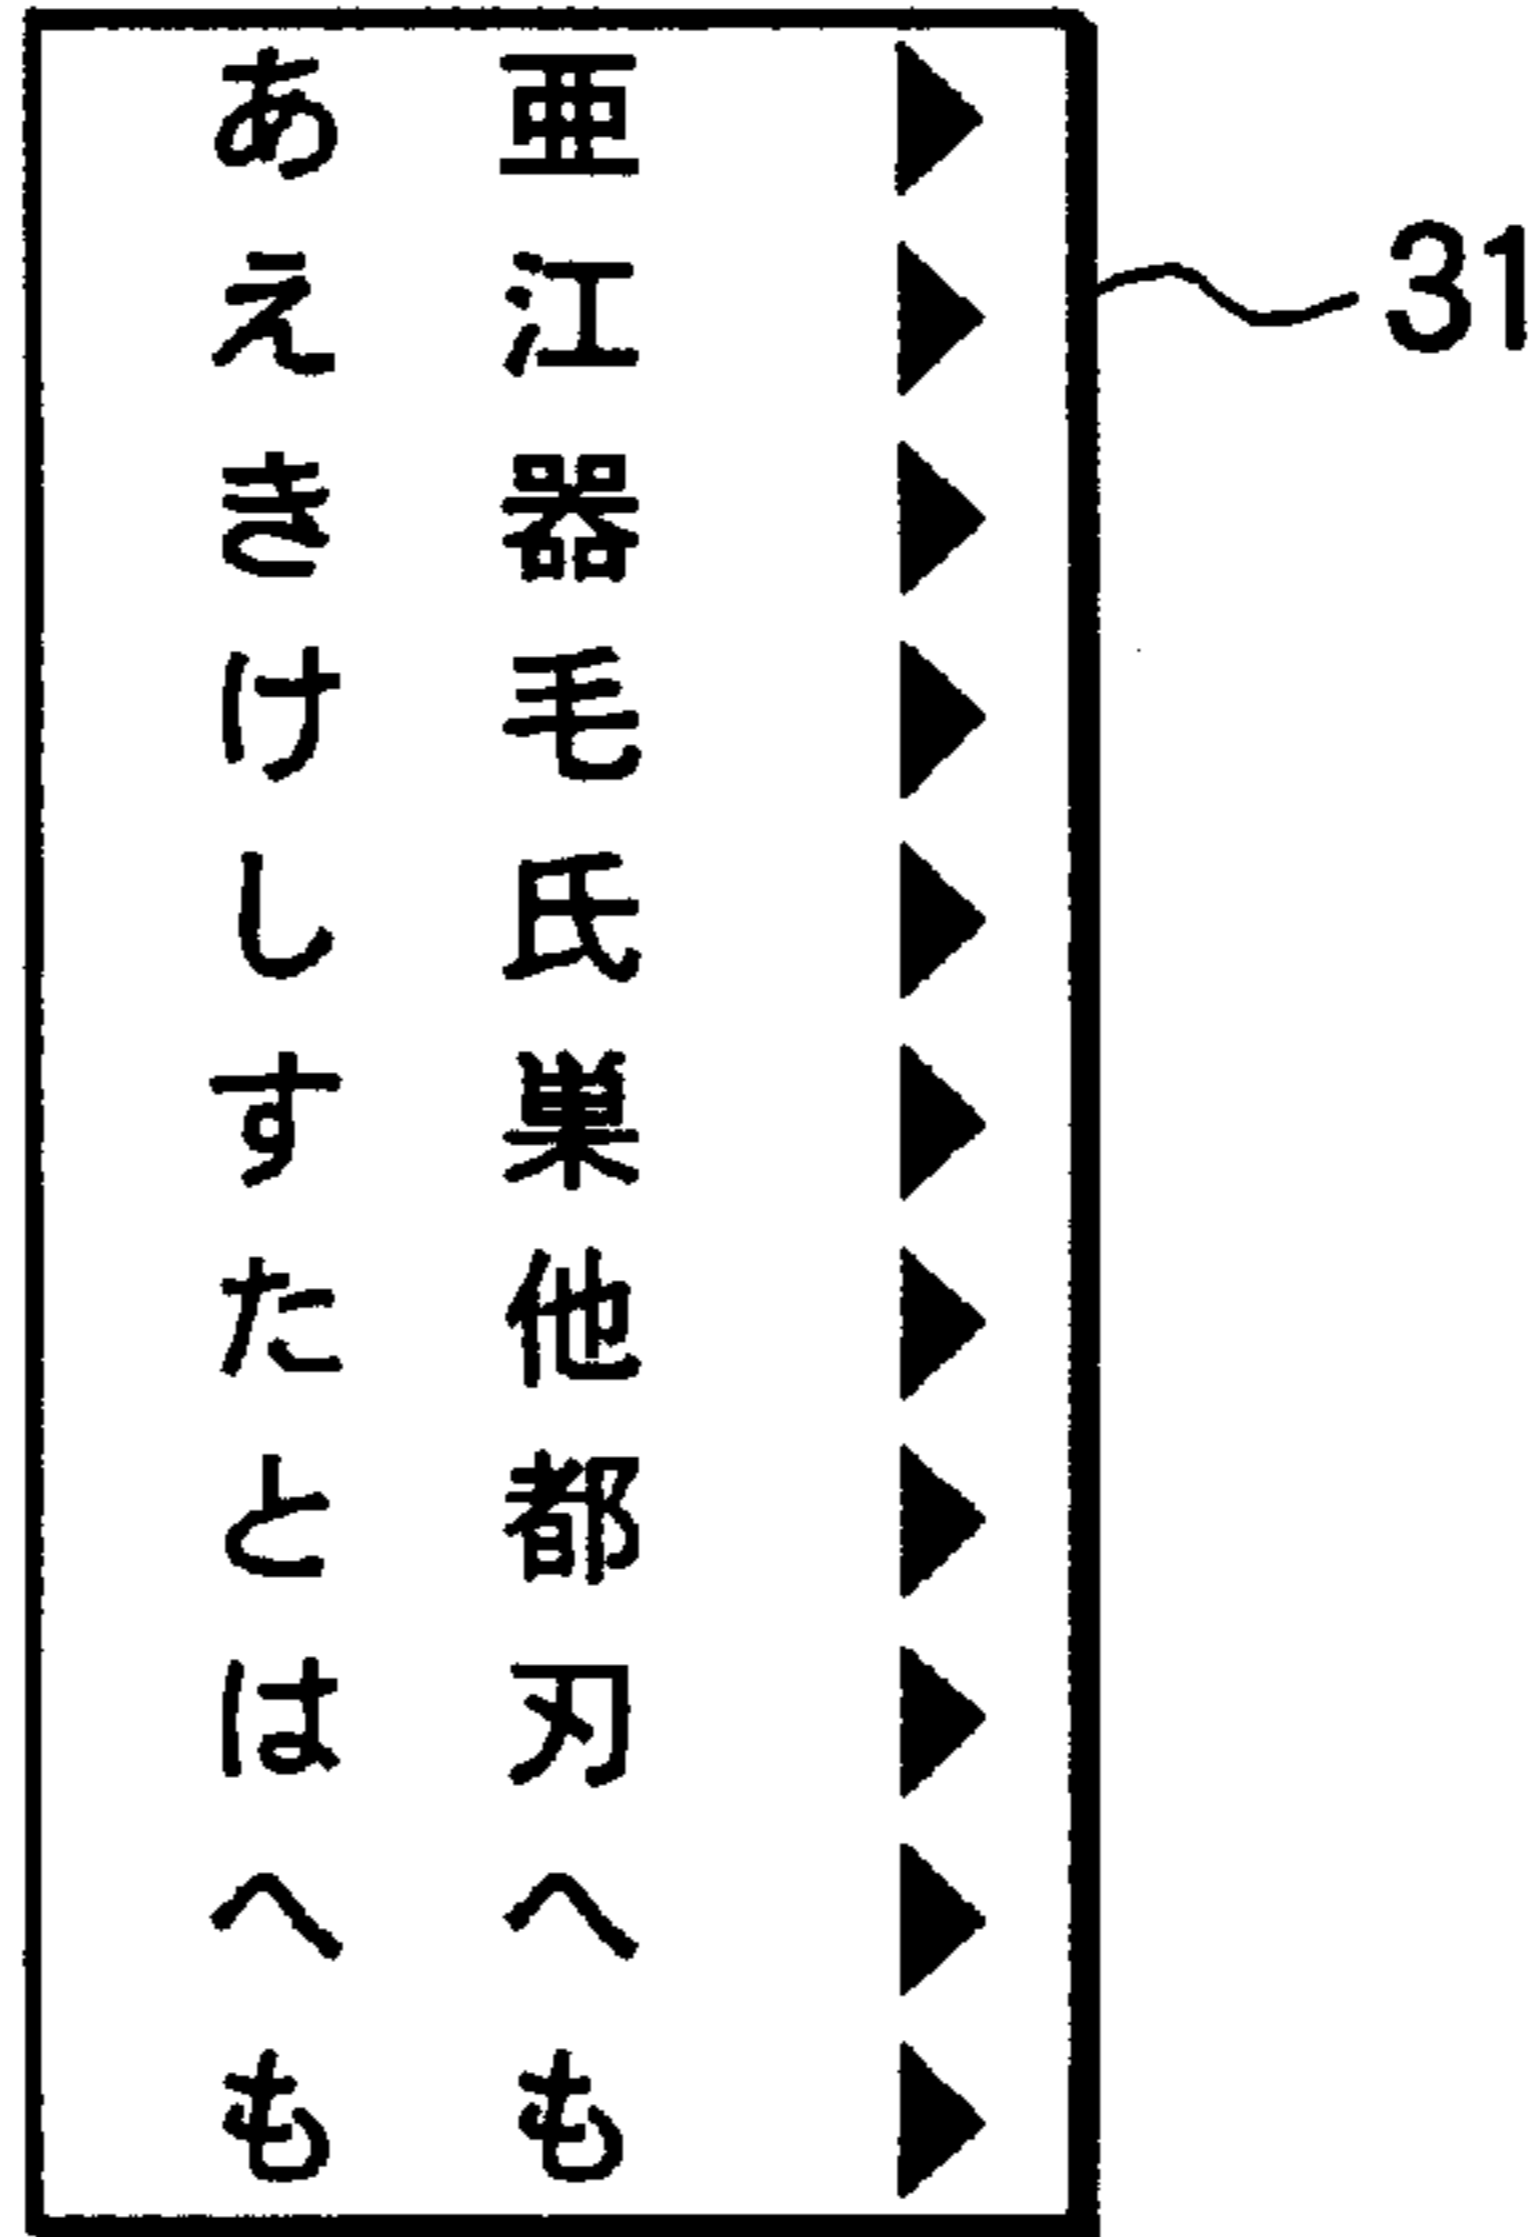 あ 亜 ▶
え 江 ▶ 31
き 器 ▶
け 毛 ▶
し 氏 ▶
す 巣 ▶
た 他 ▶
と 都 ▶
は 刃 ▶
へ へ ▶
も も ▶